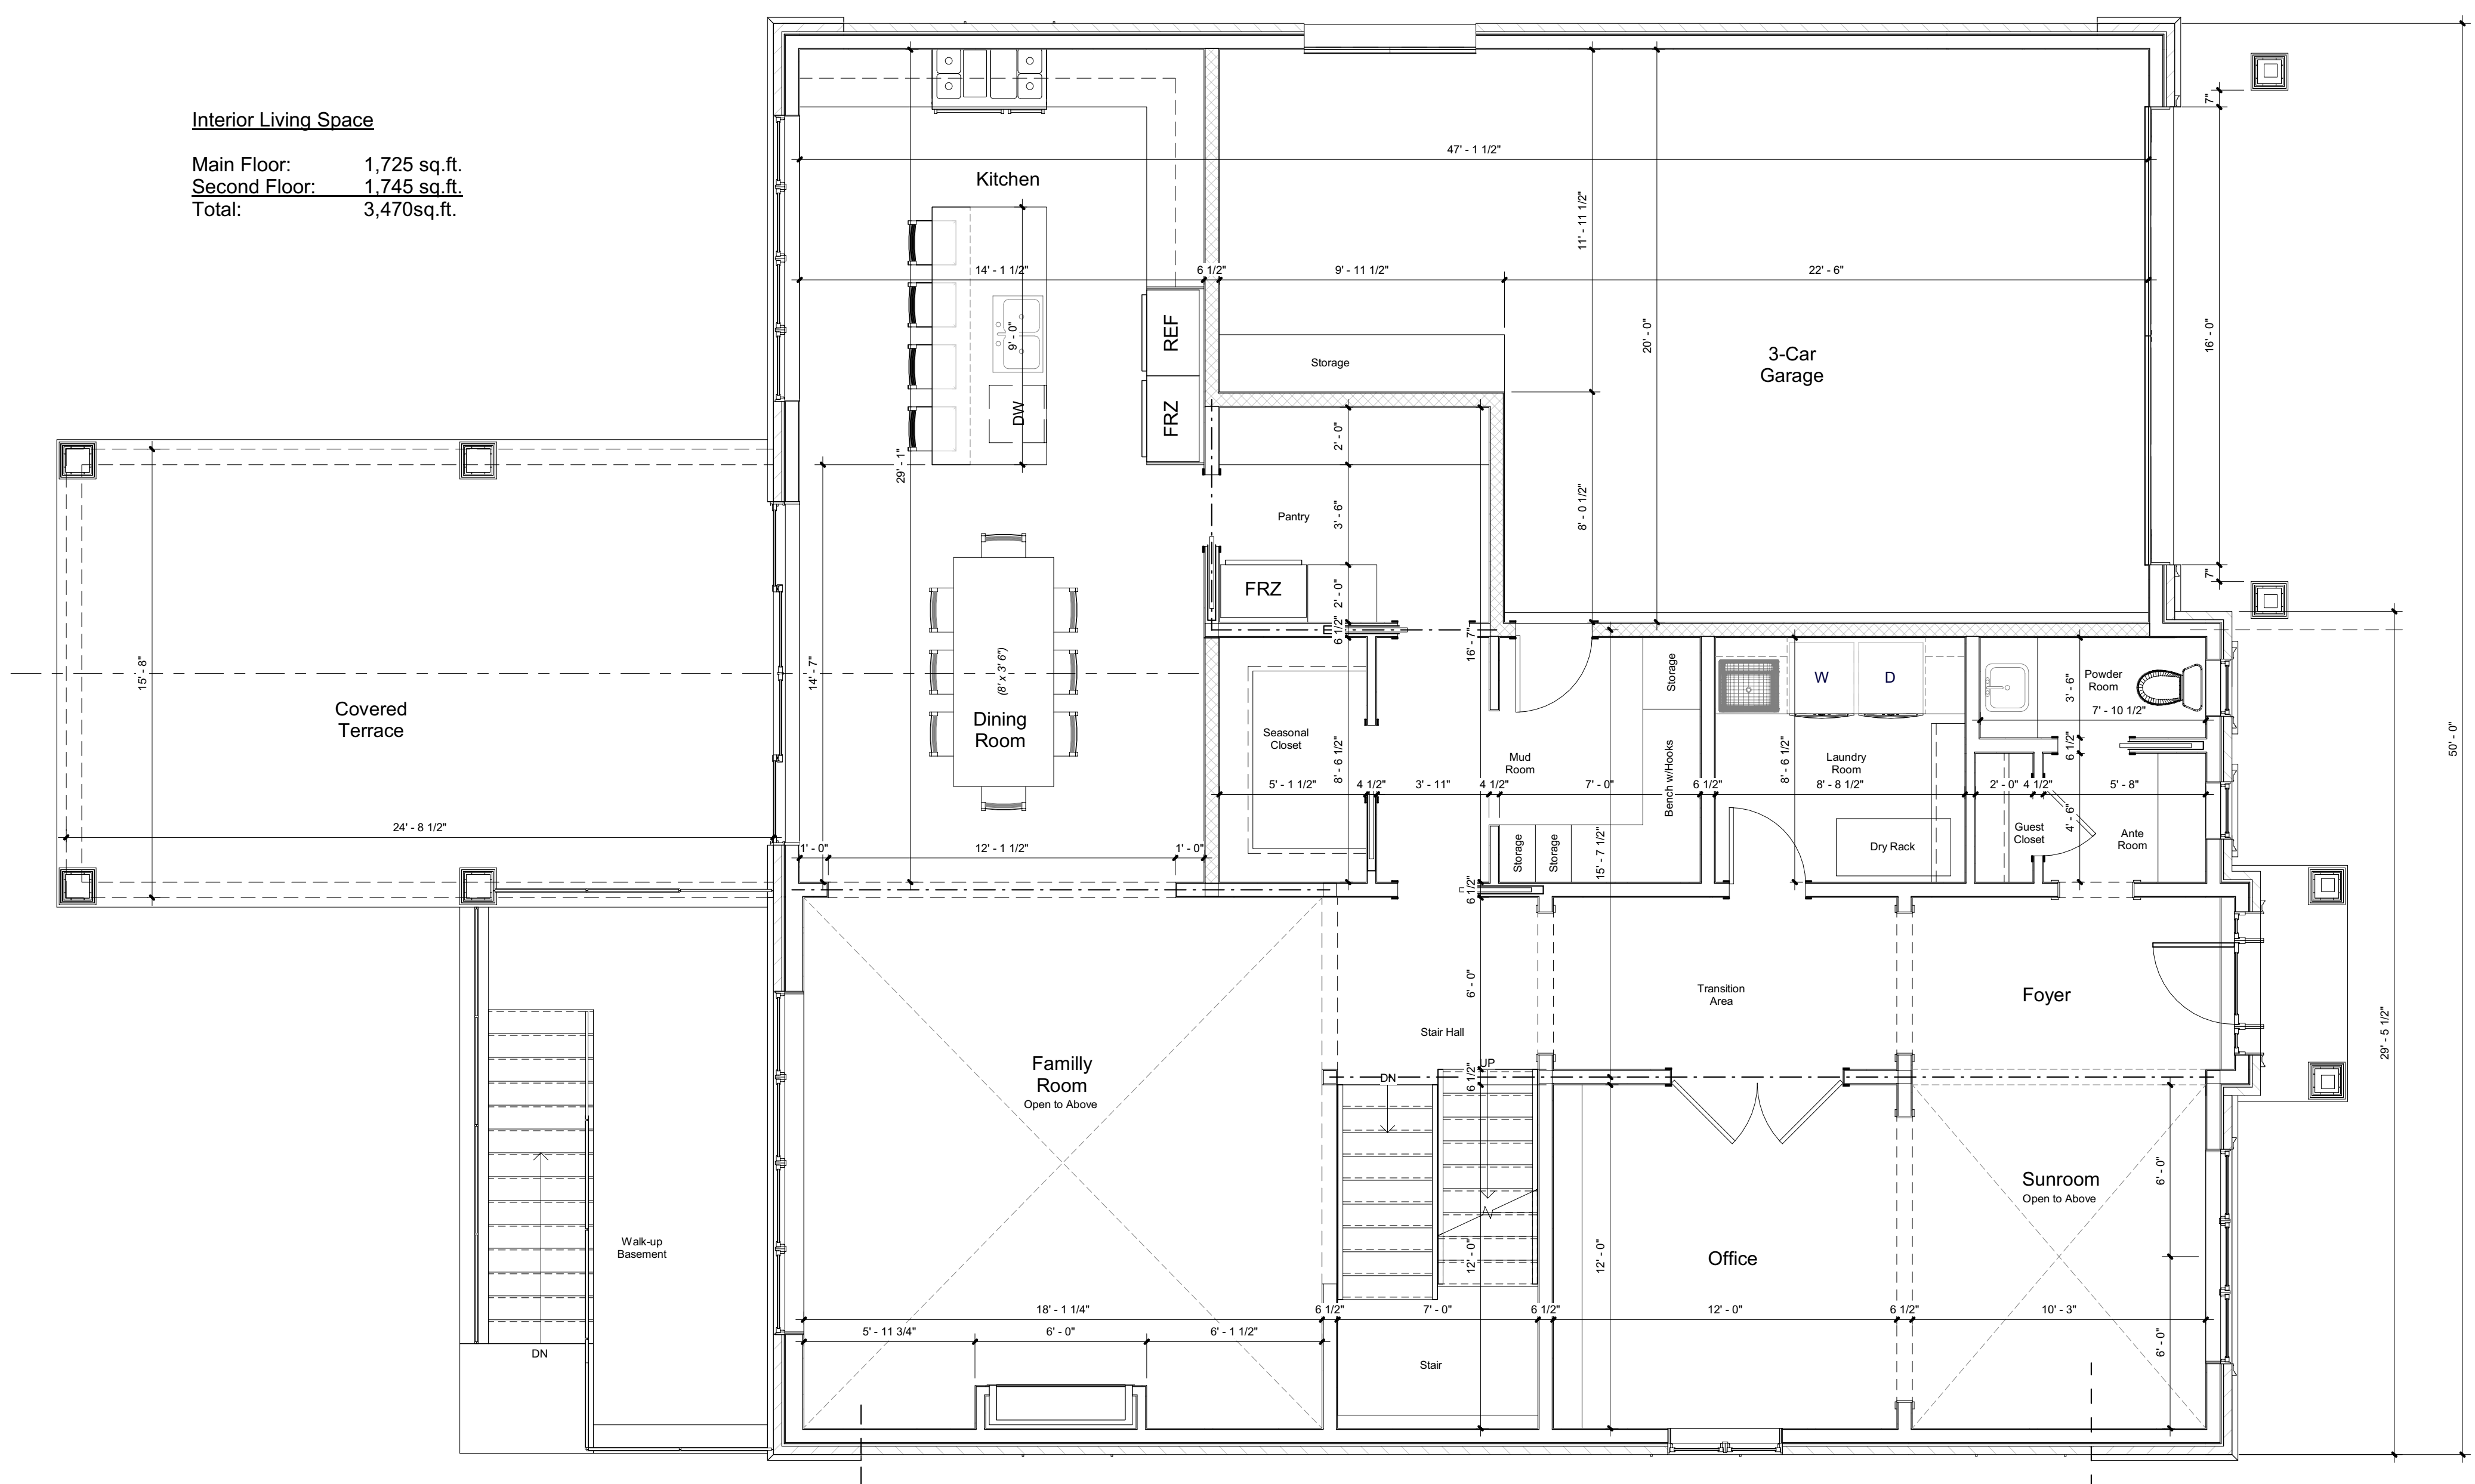 Interior Living Space
Main Floor: 1,725 sq.ft.
Second Floor: 1,745 sq.ft.
Total: 3,470sq.ft.
7"
47' - 1 1/2"
Kitchen
11' - 11 1/2"
14' - 1 1/2"
6 1/2"
9' - 11 1/2"
22' - 6"
9' - 0"
REF
20' - 0"
16' - 0"
3-Car
Garage
Storage
DW
FRZ
29' - 1"
2' - 0"
Pantry
3' - 6"
8' - 0 1/2"
FRZ
2' - 0"
7"
6 1/2"
16' - 7"
15' - 8"
14' - 7"
(8' x 3' 6")
Covered
Terrace
Dining
Room
Seasonal
Closet
8' - 6 1/2"
Mud
Room
Storage
Bench w/Hooks
W
D
8' - 6 1/2"
Laundry
Room
3' - 6"
Powder
Room
7' - 10 1/2"
6 1/2"
50' - 0"
5' - 1 1/2"
4 1/2"
3' - 11"
4 1/2"
7' - 0"
6 1/2"
8' - 8 1/2"
2' - 0"
4 1/2"
5' - 8"
24' - 8 1/2"
1' - 0"
12' - 1 1/2"
1' - 0"
Storage
Storage
15' - 7 1/2"
Dry Rack
Guest
Closet
4' - 6"
Ante
Room
6 1/2"
6' - 0"
Transition
Area
Foyer
Stair Hall
29' - 5 1/2"
Familly
Room
Open to Above
DN
6 1/2"
UP
Sunroom
Open to Above
6' - 0"
Walk-up
Basement
12' - 0"
12' - 0"
Office
18' - 1 1/4"
6 1/2"
7' - 0"
6 1/2"
12' - 0"
6 1/2"
10' - 3"
5' - 11 3/4"
6' - 0"
6' - 1 1/2"
6' - 0"
DN
Stair